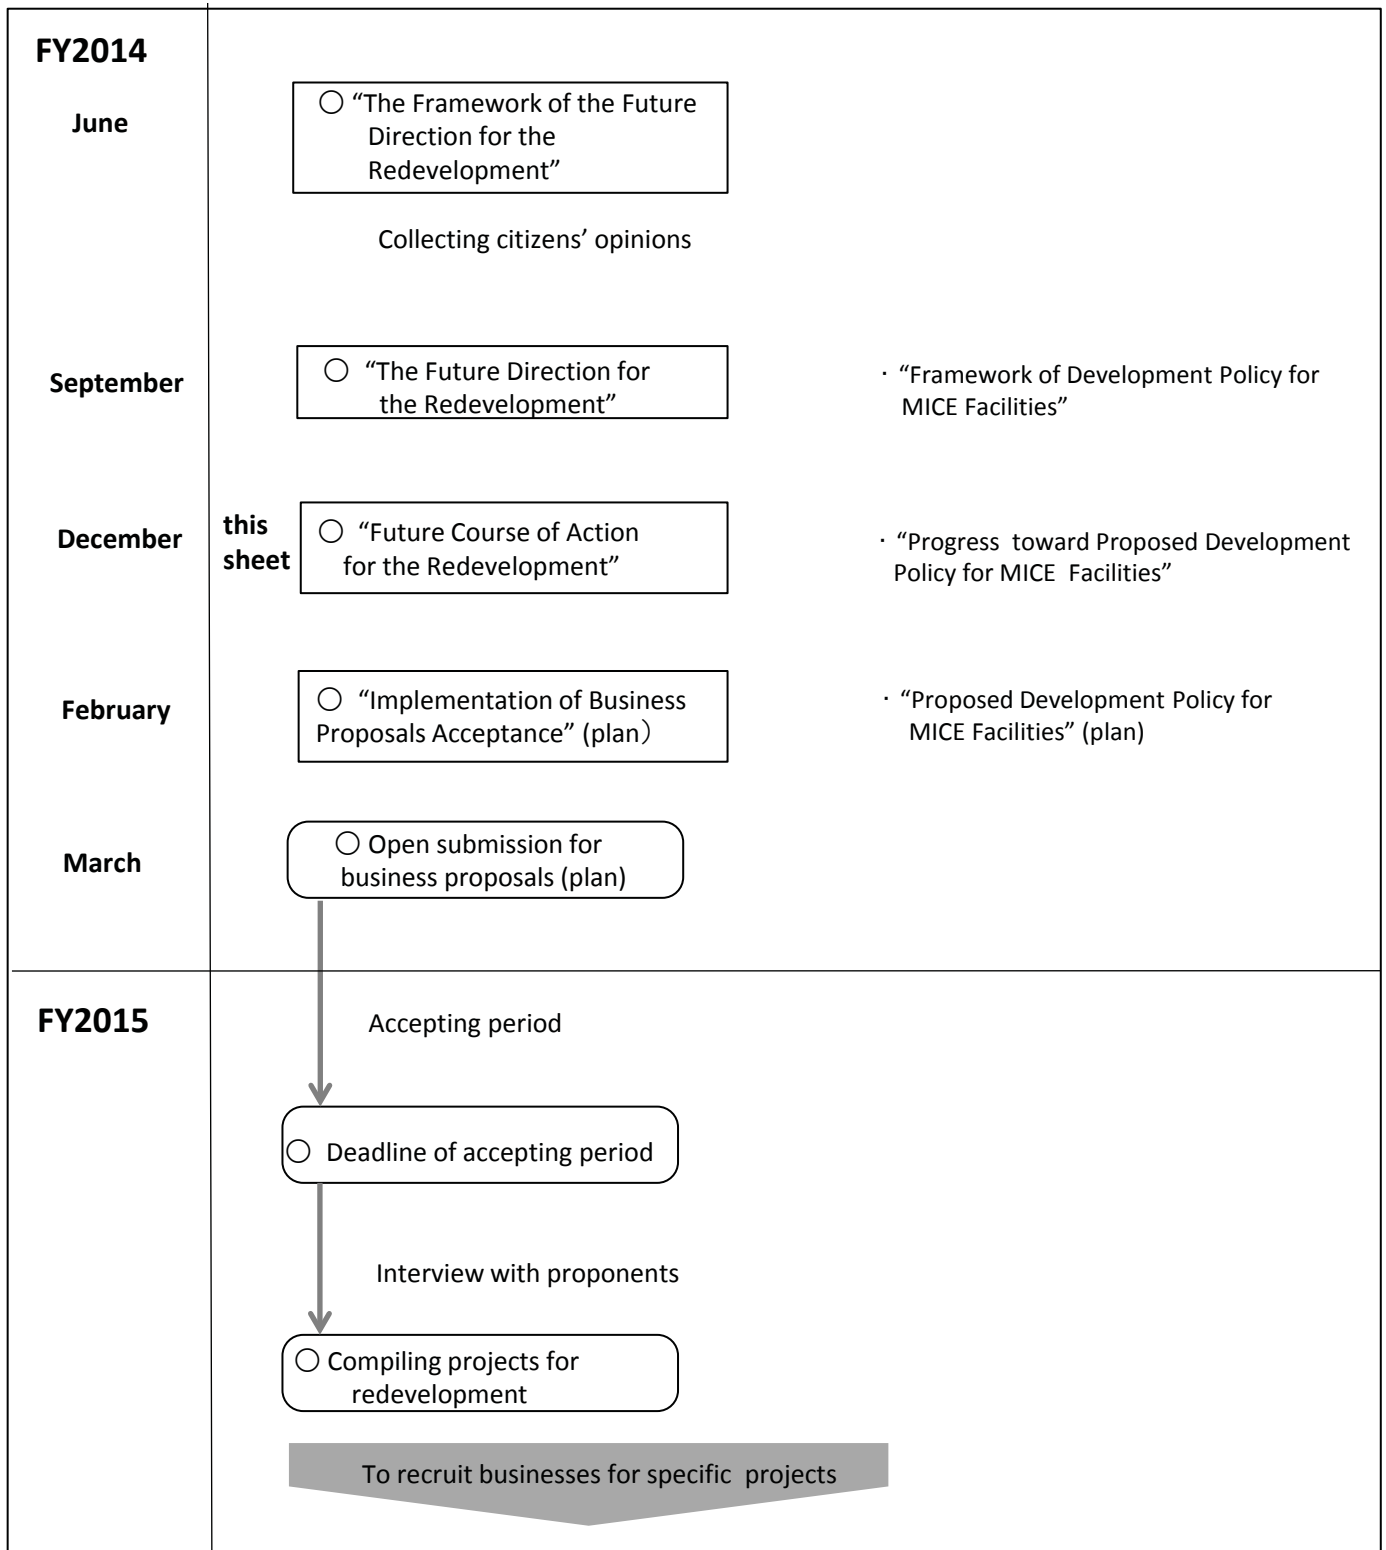 FY2014
June
○ “The Framework of the Future
Direction for the
Redevelopment”
Collecting citizens’ opinions
September
○ “The Future Direction for
the Redevelopment”
· “Framework of Development Policy for
MICE Facilities”
December
this
sheet
○ “Future Course of Action
for the Redevelopment”
· “Progress toward Proposed Development
Policy for MICE Facilities”
February
○ “Implementation of Business
Proposals Acceptance” (plan）
· “Proposed Development Policy for
MICE Facilities” (plan)
March
○ Open submission for
business proposals (plan)
FY2015
Accepting period
○ Deadline of accepting period
Interview with proponents
○ Compiling projects for
redevelopment
To recruit businesses for specific projects